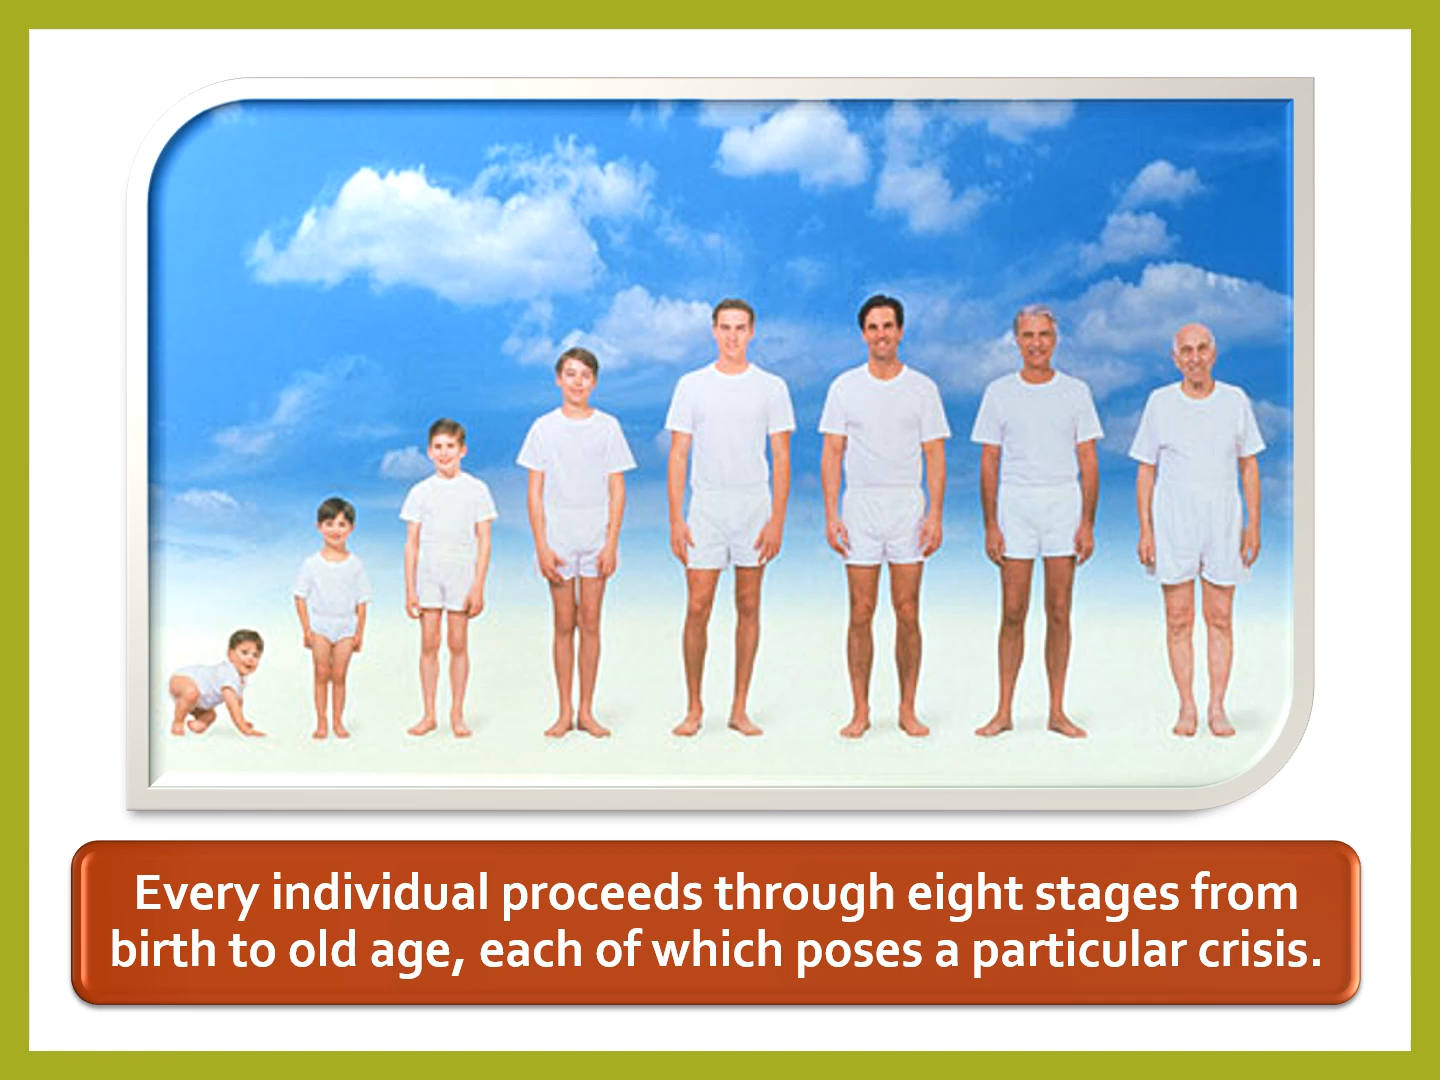 Every individual proceeds through eight stages from
birth to old age, each of which poses a particular crisis.